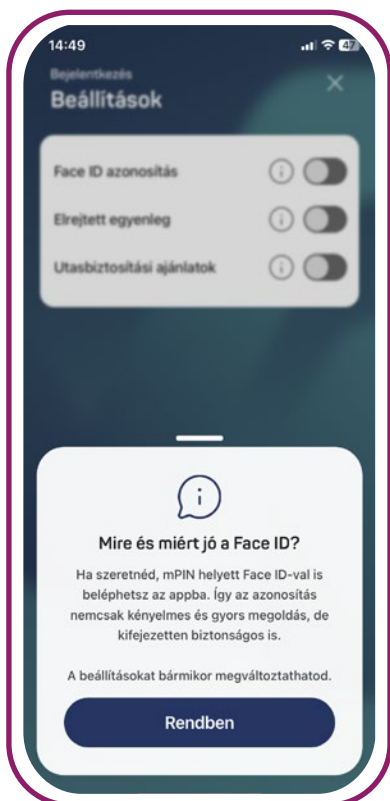 14:49
47
Bejelentkezés
Beállítások
Face ID azonosítás
Elrejtett egyenleg
Utasbiztosítási ajánlatok
Mire és miért jó a Face ID?
Ha szeretnéd, mPIN helyett Face ID-val is
beléphetsz az appba. Így az azonosítás
nemcsak kényelmes és gyors megoldás, de
kifejezetten biztonságos is.
A beállításokat bármikor megváltoztathatod.
Rendben